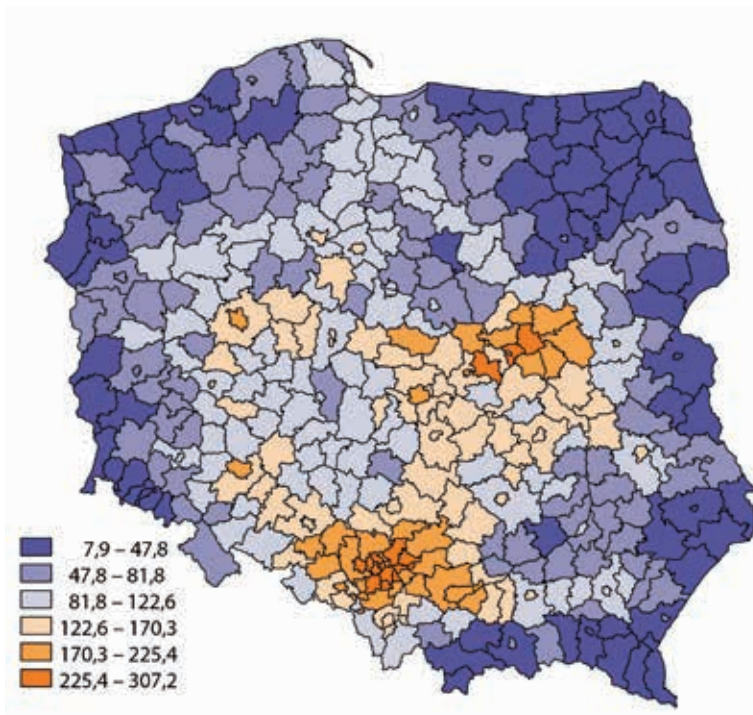 7,9 – 47,8
47,8 – 81,8
81,8 – 122,6
122,6 – 170,3
170,3 – 225,4
225,4 – 307,2